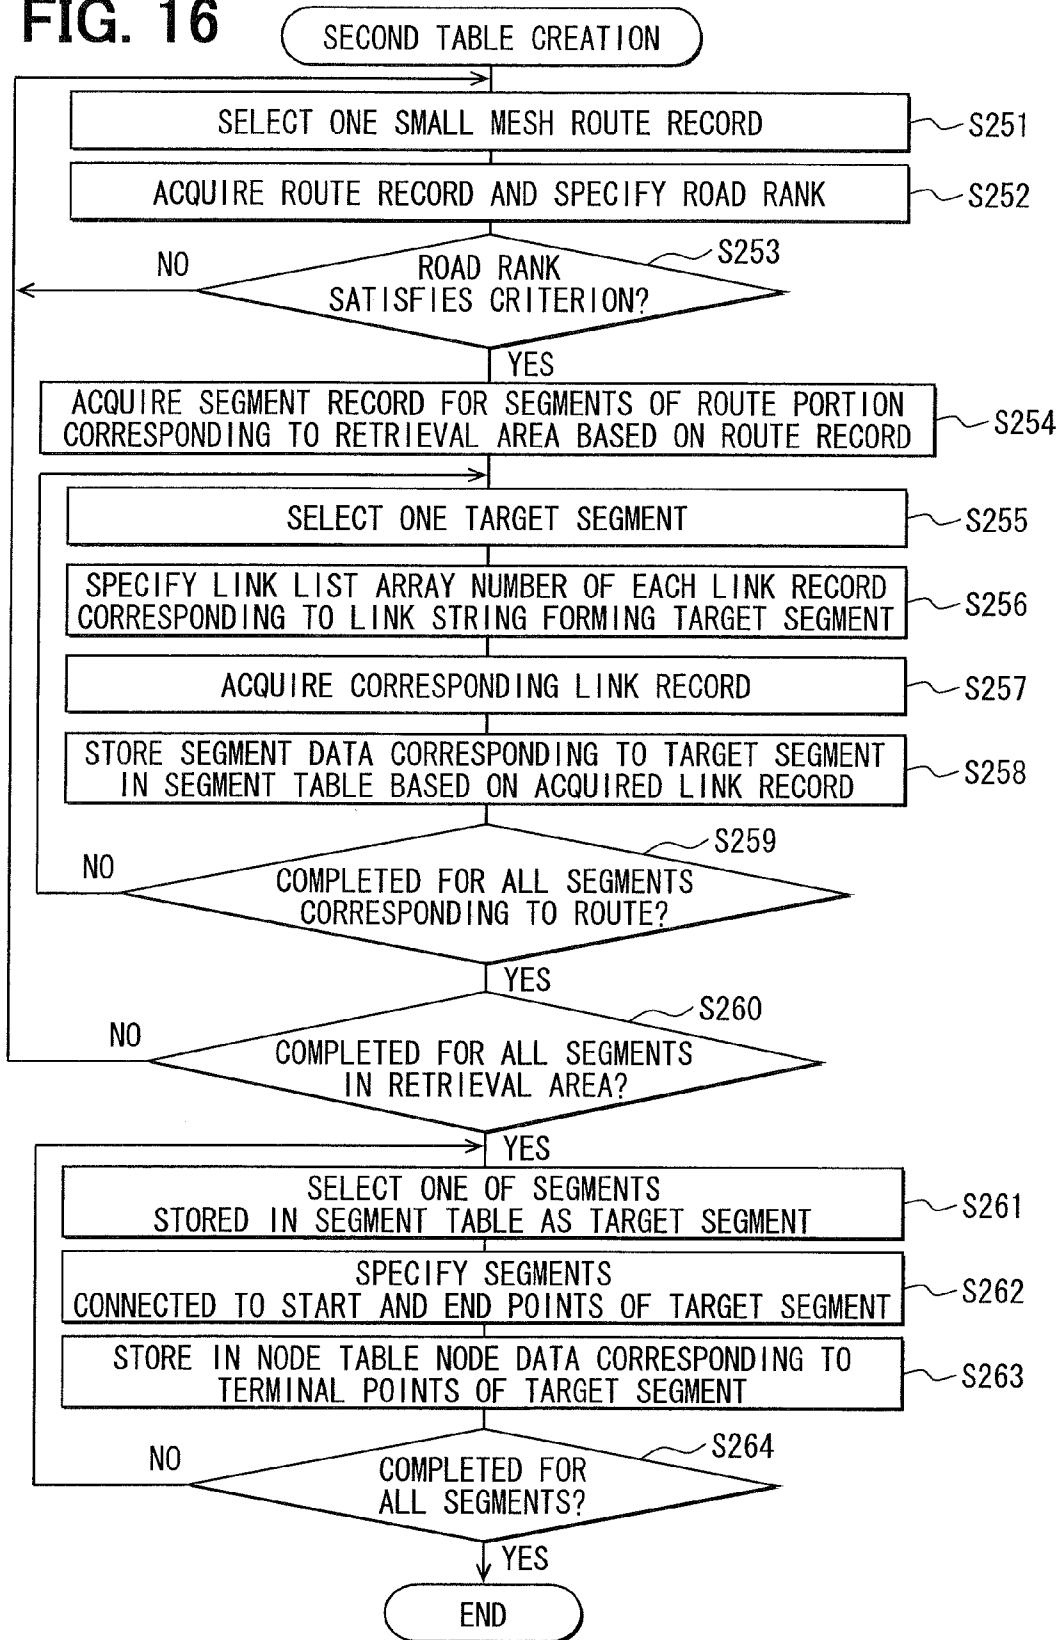 FIG. 16
SECOND TABLE CREATION
SELECT ONE SMALL MESH ROUTE RECORD
S251
ACQUIRE ROUTE RECORD AND SPECIFY ROAD RANK
S252
NO
ROAD RANK
SATISFIES CRITERION?
S253
YES
ACQUIRE SEGMENT RECORD FOR SEGMENTS OF ROUTE PORTION
CORRESPONDING TO RETRIEVAL AREA BASED ON ROUTE RECORD
S254
SELECT ONE TARGET SEGMENT
S255
SPECIFY LINK LIST ARRAY NUMBER OF EACH LINK RECORD
CORRESPONDING TO LINK STRING FORMING TARGET SEGMENT
S256
ACQUIRE CORRESPONDING LINK RECORD
S257
STORE SEGMENT DATA CORRESPONDING TO TARGET SEGMENT
IN SEGMENT TABLE BASED ON ACQUIRED LINK RECORD
S258
S259
NO
COMPLETED FOR ALL SEGMENTS
CORRESPONDING TO ROUTE?
YES
S260
NO
COMPLETED FOR ALL SEGMENTS
IN RETRIEVAL AREA?
YES
SELECT ONE OF SEGMENTS
STORED IN SEGMENT TABLE AS TARGET SEGMENT
S261
SPECIFY SEGMENTS
CONNECTED TO START AND END POINTS OF TARGET SEGMENT
S262
STORE IN NODE TABLE NODE DATA CORRESPONDING TO
TERMINAL POINTS OF TARGET SEGMENT
S263
S264
NO
COMPLETED FOR
ALL SEGMENTS?
YES
END